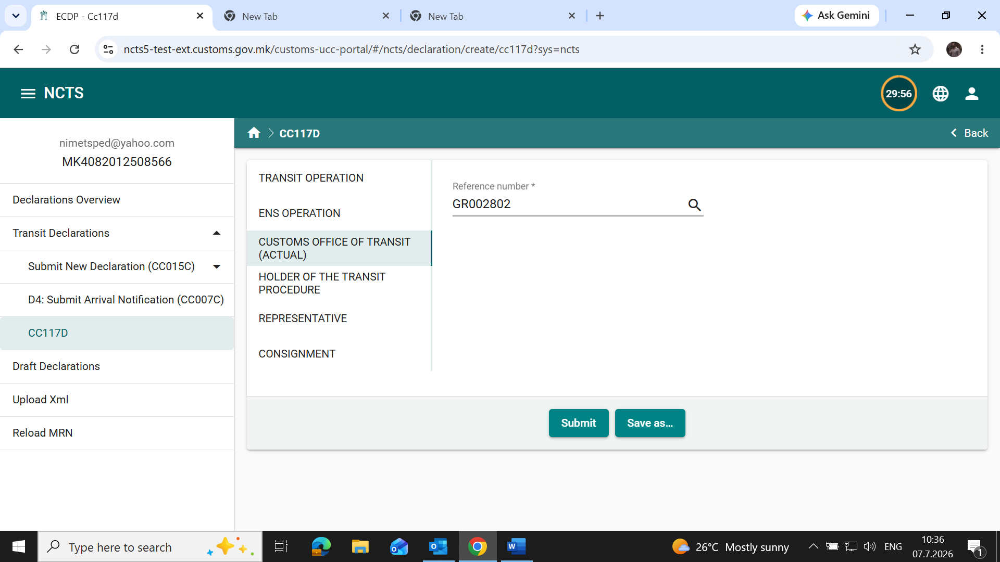 ECDP - Cc117d
New Tab
New Tab
Ask Gemini
ncts5-test-ext.customs.gov.mk/customs-ucc-portal/#/ncts/declaration/create/cc117d?sys=ncts
NCTS
29:56
nimetsped@yahoo.com
MK4082012508566
Declarations Overview
Transit Declarations
Submit New Declaration (CC015C)
D4: Submit Arrival Notification (CC007C)
CC117D
Draft Declarations
Upload Xml
Reload MRN
CC117D
Back
TRANSIT OPERATION
ENS OPERATION
CUSTOMS OFFICE OF TRANSIT
(ACTUAL)
HOLDER OF THE TRANSIT
PROCEDURE
REPRESENTATIVE
CONSIGNMENT
Reference number *
GR002802
Submit
Save as...
Type here to search
26°C Mostly sunny
ENG
10:36
07.7.2026
1